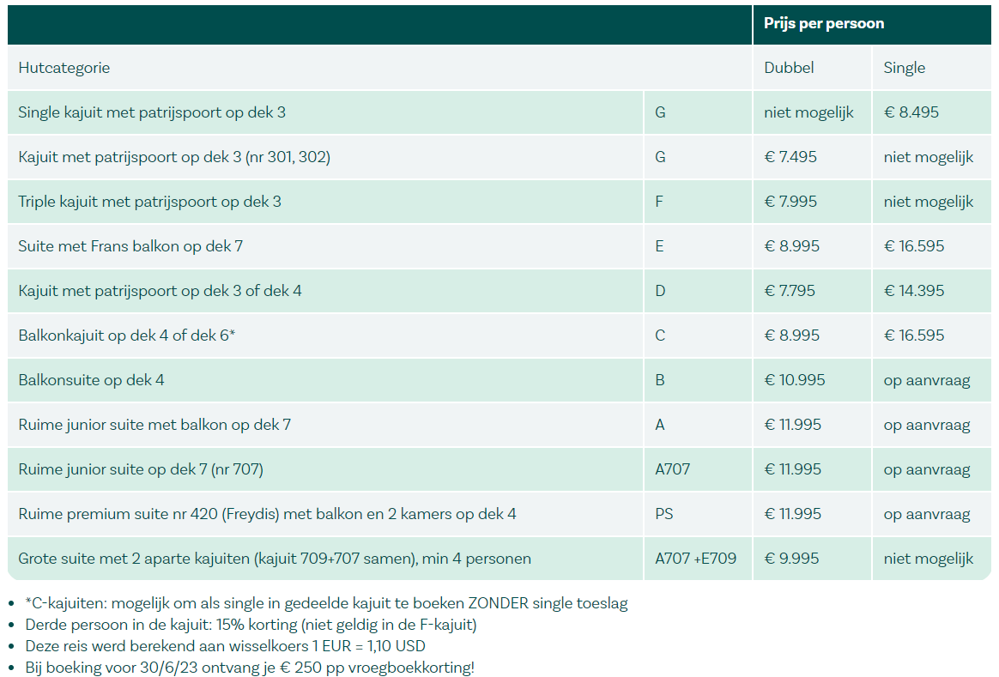 Prijs per persoon
Hutcategorie Dubbel Single
Single kajuit met patrijspoort op dek 3 G niet mogelijk € 8.495
Kajuit met patrijspoort op dek 3 (nr 301, 302) G € 7.495 niet mogelijk
Triple kajuit met patrijspoort op dek 3 F € 7.995 niet mogelijk
Suite met Frans balkon op dek 7 E € 8.995 € 16.595
Kajuit met patrijspoort op dek 3 of dek 4 D € 7.795 € 14.395
Balkonkajuit op dek 4 of dek 6* C € 8.995 € 16.595
Balkonsuite op dek 4 B € 10.995 op aanvraag
Ruime junior suite met balkon op dek 7 A € 11.995 op aanvraag
Ruime junior suite op dek 7 (nr 707) A707 € 11.995 op aanvraag
Ruime premium suite nr 420 (Freydis) met balkon en 2 kamers op dek 4 PS € 11.995 op aanvraag
Grote suite met 2 aparte kajuiten (kajuit 709+707 samen), min 4 personen A707 +E709 € 9.995 niet mogelijk
• *C-kajuiten: mogelijk om als single in gedeelde kajuit te boeken ZONDER single toeslag
• Derde persoon in de kajuit: 15% korting (niet geldig in de F-kajuit)
• Deze reis werd berekend aan wisselkoers 1 EUR = 1,10 USD
• Bij boeking voor 30/6/23 ontvang je € 250 pp vroegboekkorting!